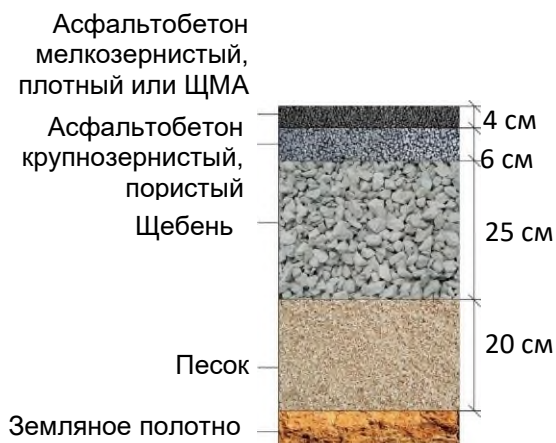 Асфальтобетон
мелкозернистый,
плотный или ЩМА
Асфальтобетон
крупнозернистый,
пористый
Щебень
Песок
Земляное полотно
4 см
6 см
25 см
20 см